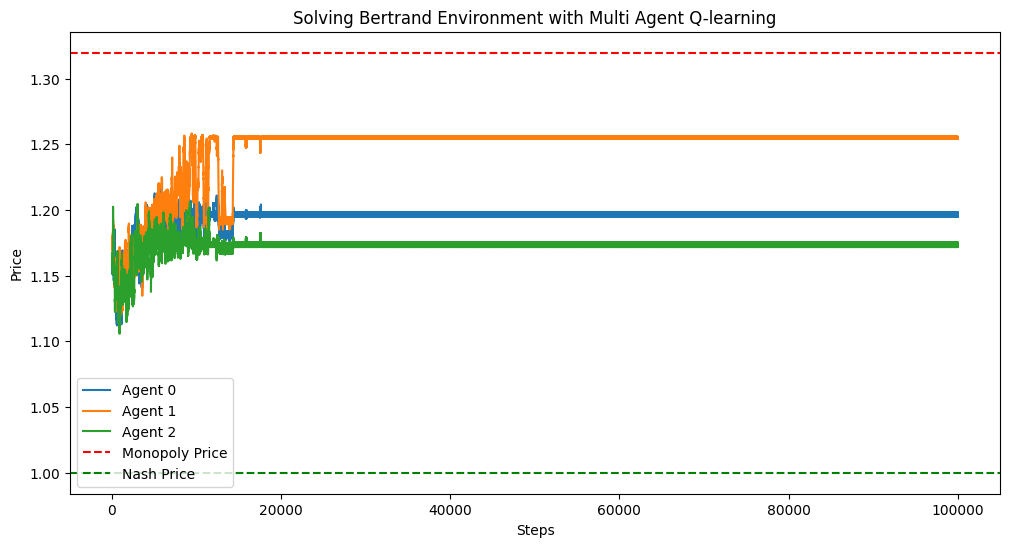 Solving Bertrand Environment with Multi Agent Q-learning
Price
1.30
1.25
1.20
1.15
1.10
1.05
1.00
Agent 0
Agent 1
Agent 2
Monopoly Price
Nash Price
0
20000
40000
60000
80000
100000
Steps